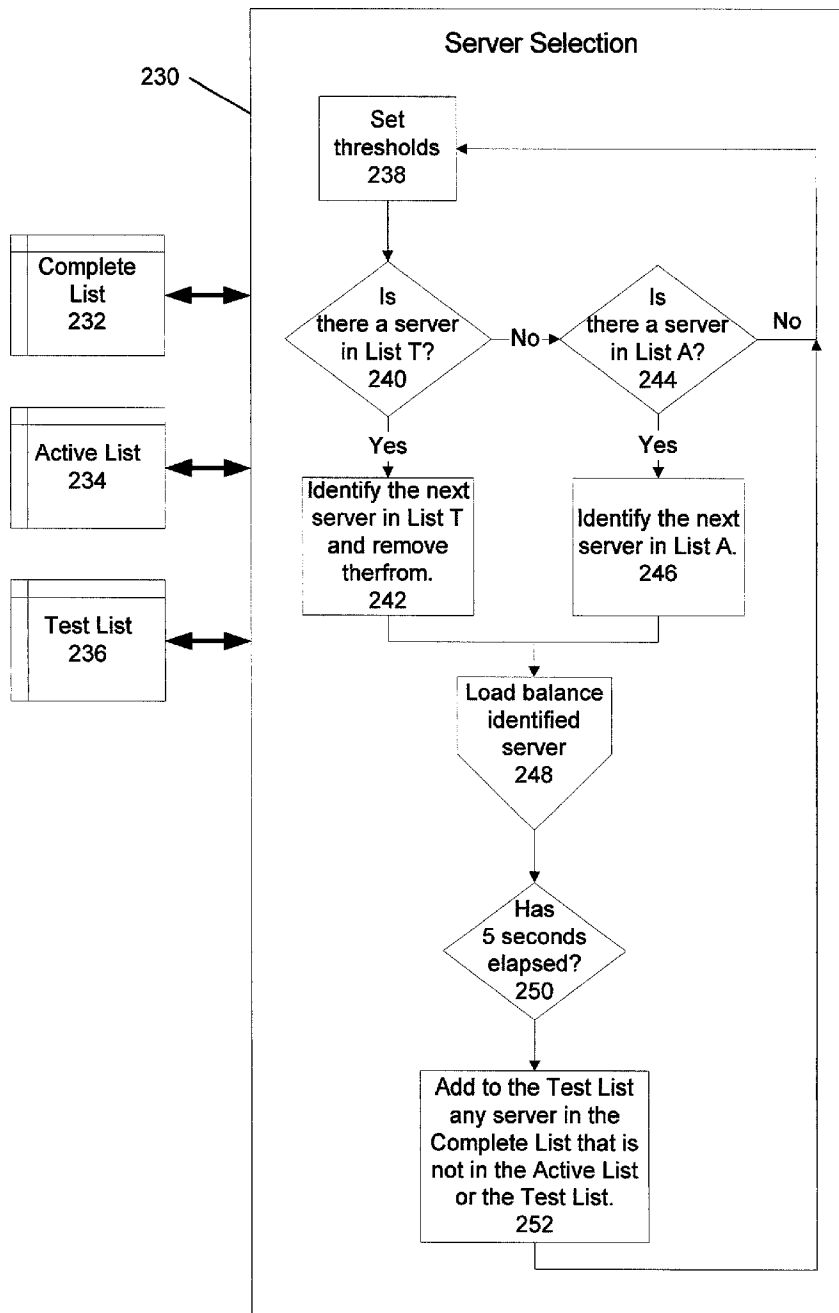 Server Selection
230
Set
thresholds
238
Complete
List
232
Is
there a server
in List T?
240
No
Is
there a server
in List A?
244
No
Active List
234
Yes
Yes
Identify the next
server in List T
and remove
therfrom.
242
Identify the next
server in List A.
246
Test List
236
Load balance
identified
server
248
Has
5 seconds
elapsed?
250
Add to the Test List
any server in the
Complete List that is
not in the Active List
or the Test List.
252